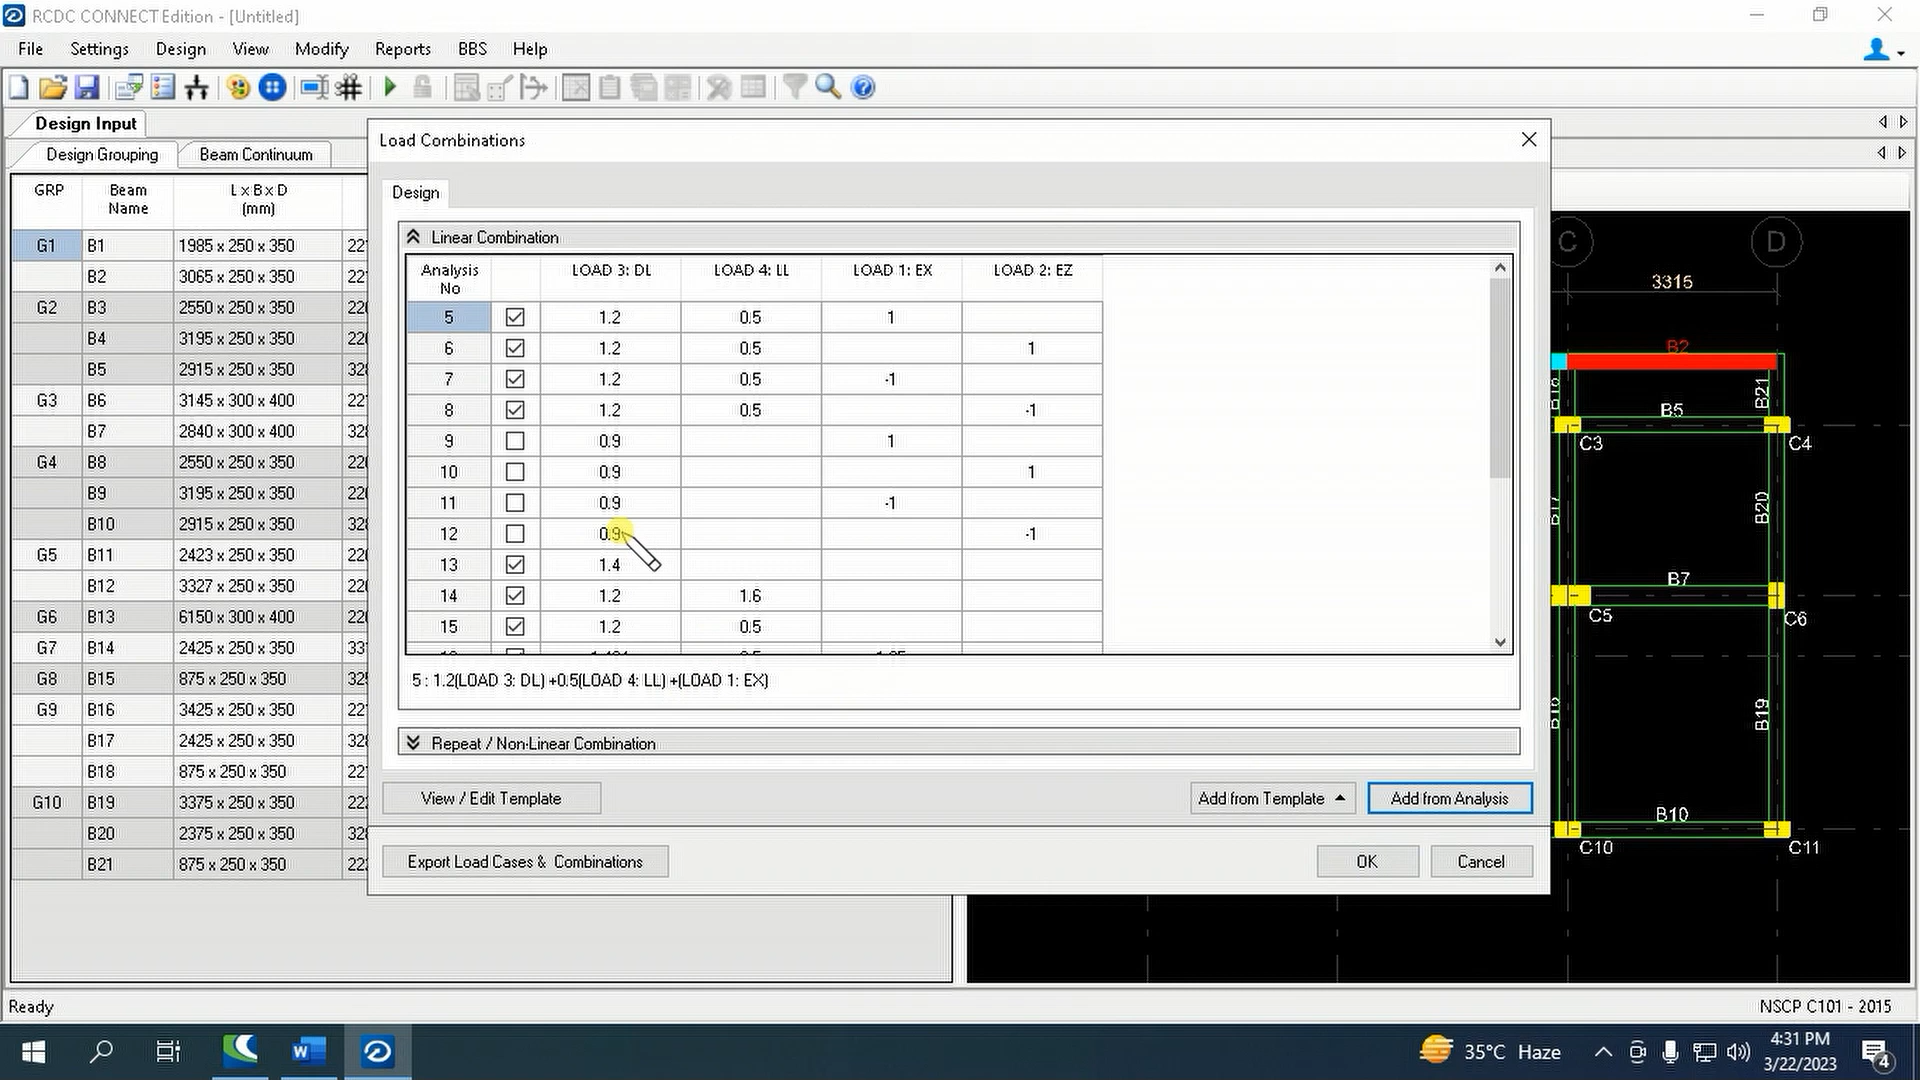 RCDC CONNECT Edition - [Untitled]
File Settings Design View Modify Reports BBS Help
Design Input
Design Grouping Beam Continuum
GRP Beam Name L x B x D (mm)
G1 B1 1985 x 250 x 350
B2 3065 x 250 x 350
G2 B3 2550 x 250 x 350
B4 3195 x 250 x 350
B5 2915 x 250 x 350
G3 B6 3145 x 300 x 400
B7 2840 x 300 x 400
G4 B8 2550 x 250 x 350
B9 3195 x 250 x 350
B10 2915 x 250 x 350
G5 B11 2423 x 250 x 350
B12 3327 x 250 x 350
G6 B13 6150 x 300 x 400
G7 B14 2425 x 250 x 350
G8 B15 875 x 250 x 350
G9 B16 3425 x 250 x 350
B17 2425 x 250 x 350
B18 875 x 250 x 350
G10 B19 3375 x 250 x 350
B20 2375 x 250 x 350
B21 875 x 250 x 350
Load Combinations
Design
Linear Combination
Analysis No LOAD 3: DL LOAD 4: LL LOAD 1: EX LOAD 2: EZ
5 1.2 0.5 1
6 1.2 0.5 1
7 1.2 0.5 -1
8 1.2 0.5 -1
9 0.9 1
10 0.9 1
11 0.9 -1
12 0.9 -1
13 1.4
14 1.2 1.6
15 1.2 0.5
5 : 1.2(LOAD 3: DL) +0.5(LOAD 4: LL) +(LOAD 1: EX)
Repeat / Non-Linear Combination
View / Edit Template
Add from Template
Add from Analysis
Export Load Cases & Combinations
OK
Cancel
C D
3315
B2
B21
B5
C3 C4
B17 B20
B7
C5 C6
B19
B10
C10 C11
Ready
NSCP C101 - 2015
35°C Haze
4:31 PM
3/22/2023
4